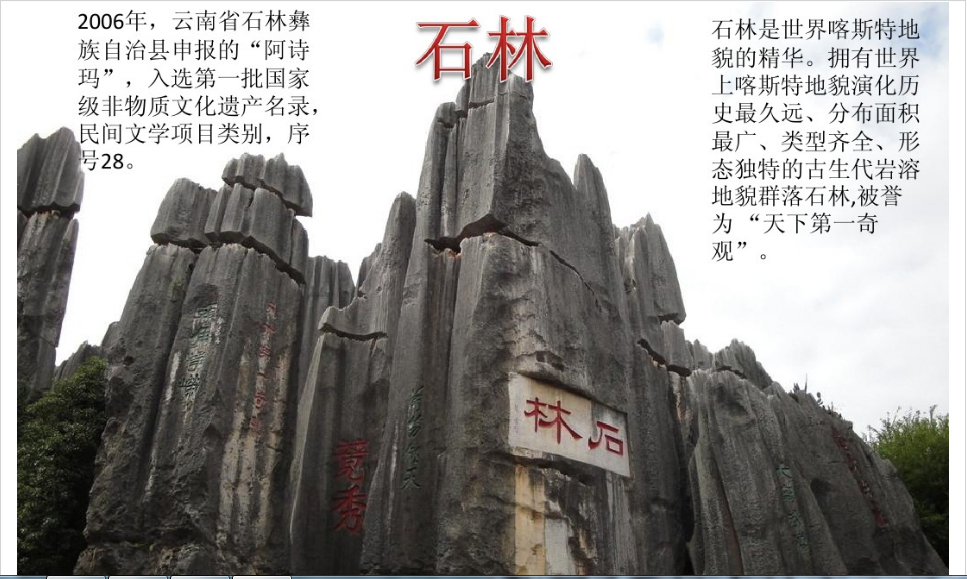 石林
2006年，云南省石林彝
族自治县申报的“阿诗
玛”，入选第一批国家
级非物质文化遗产名录，
民间文学项目类别，序
号28。
石林是世界喀斯特地
貌的精华。拥有世界
上喀斯特地貌演化历
史最久远、分布面积
最广、类型齐全、形
态独特的古生代岩溶
地貌群落石林,被誉
为 “天下第一奇
观”。
林石
竞秀